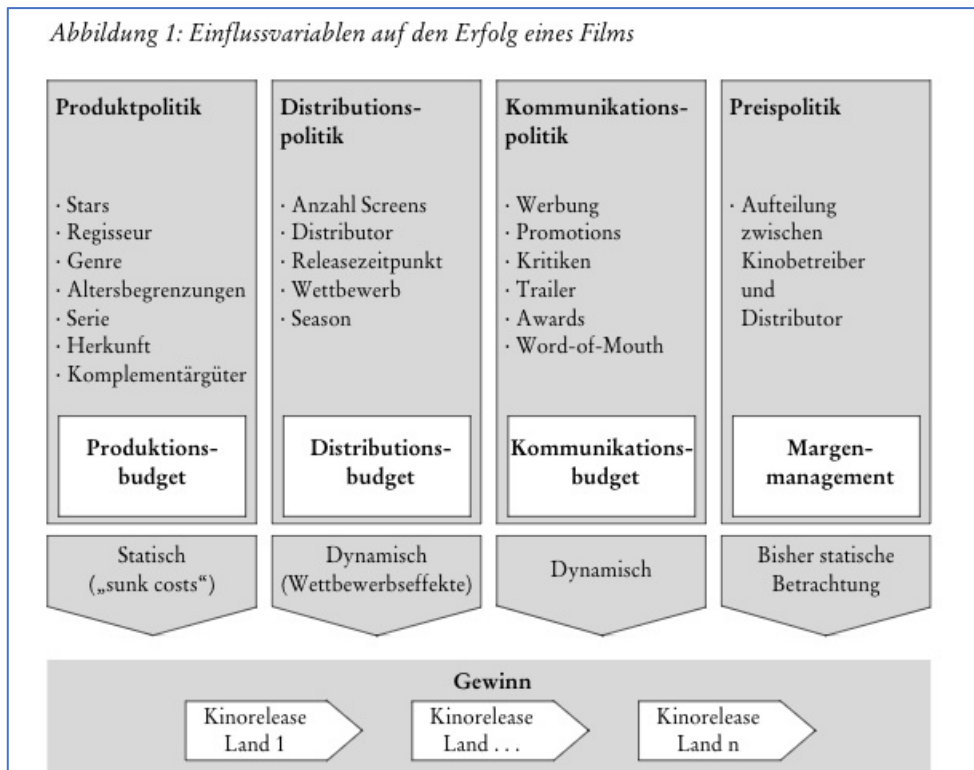 Abbildung 1: Einflussvariablen auf den Erfolg eines Films
Produktpolitik
· Stars
· Regisseur
· Genre
· Altersbegrenzungen
· Serie
· Herkunft
· Komplementärgüter
Produktions-
budget
Statisch
(„sunk costs“)
Distributions-
politik
· Anzahl Screens
· Distributor
· Releasezeitpunkt
· Wettbewerb
· Season
Distributions-
budget
Dynamisch
(Wettbewerbseffekte)
Kommunikations-
politik
· Werbung
· Promotions
· Kritiken
· Trailer
· Awards
· Word-of-Mouth
Kommunikations-
budget
Dynamisch
Preispolitik
· Aufteilung
zwischen
Kinobetreiber
und
Distributor
Margen-
management
Bisher statische
Betrachtung
Gewinn
Kinorelease
Land 1
Kinorelease
Land . . .
Kinorelease
Land n